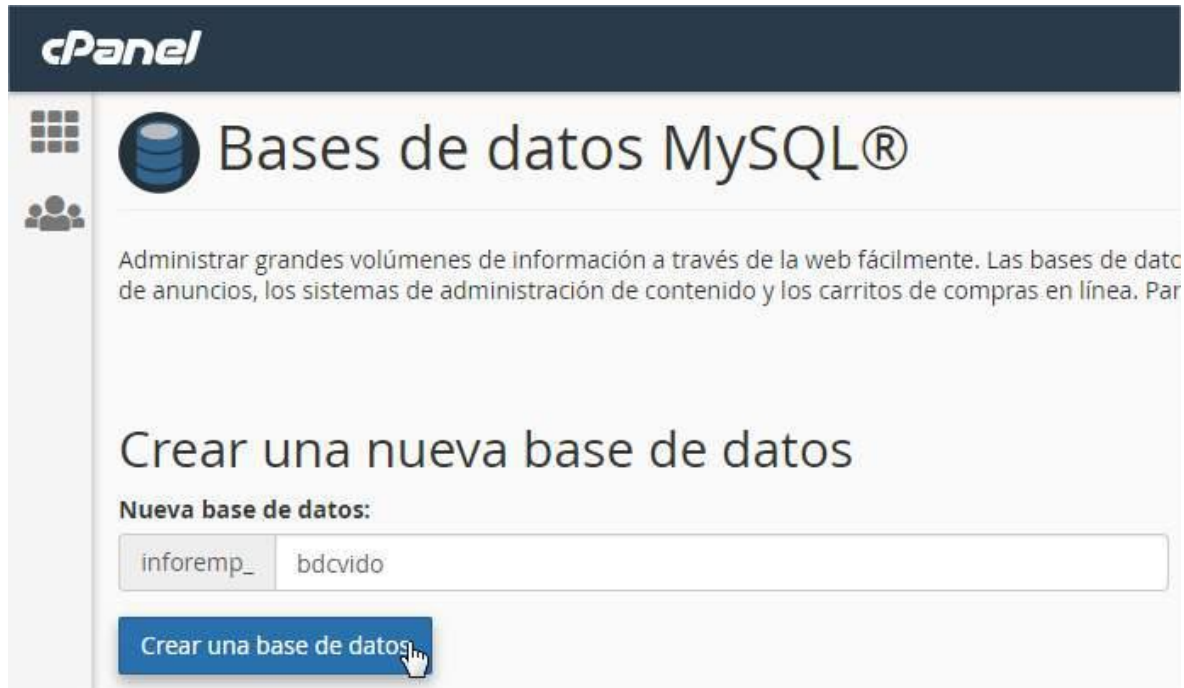 cPanel
Bases de datos MySQL®
Administrar grandes volúmenes de información a través de la web fácilmente. Las bases de datc
de anuncios, los sistemas de administración de contenido y los carritos de compras en línea. Par
Crear una nueva base de datos
Nueva base de datos:
inforemp_ bdcvido
Crear una base de datos